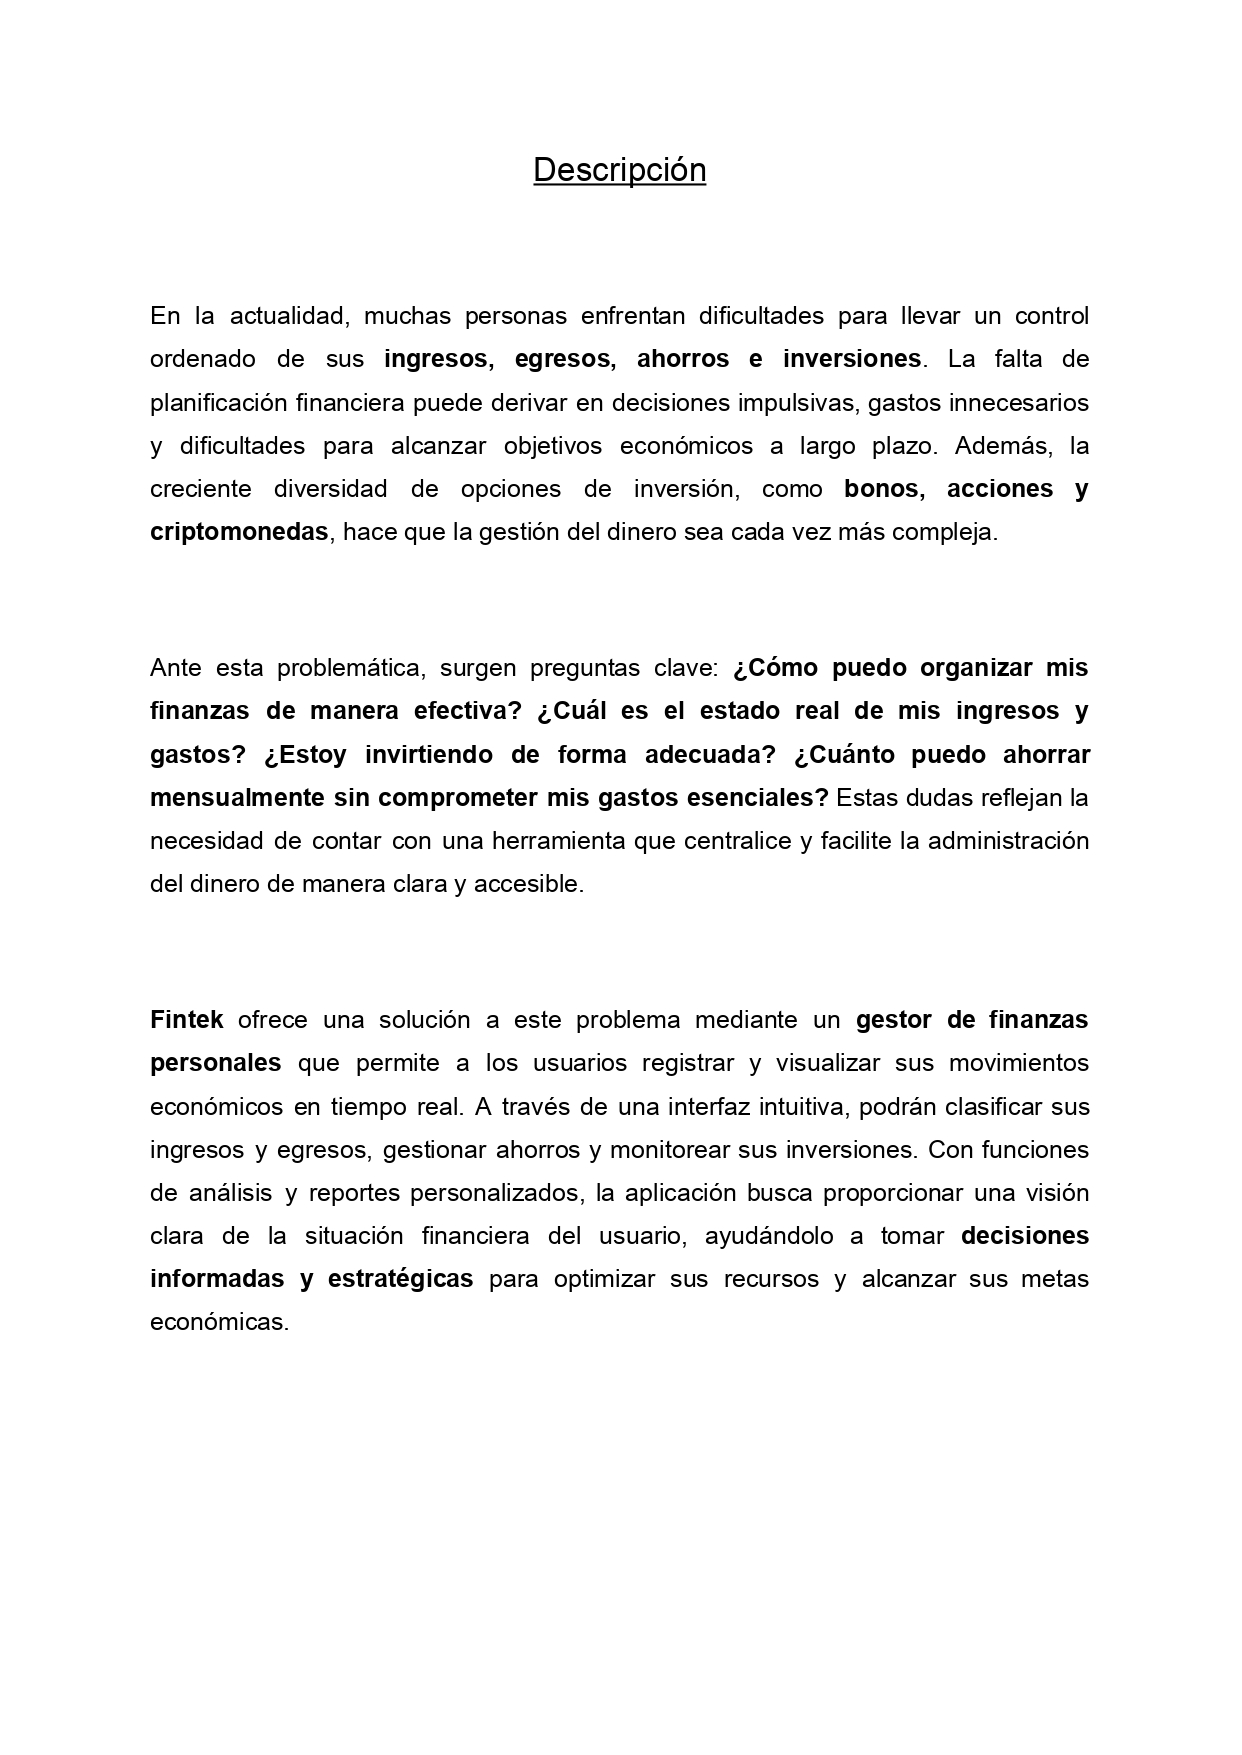 Descripción
En la actualidad, muchas personas enfrentan dificultades para llevar un control
ordenado de sus ingresos, egresos, ahorros e inversiones. La falta de
planificación financiera puede derivar en decisiones impulsivas, gastos innecesarios
y dificultades para alcanzar objetivos económicos a largo plazo. Además, la
creciente diversidad de opciones de inversión, como bonos, acciones y
criptomonedas, hace que la gestión del dinero sea cada vez más compleja.
Ante esta problemática, surgen preguntas clave: ¿Cómo puedo organizar mis
finanzas de manera efectiva? ¿Cuál es el estado real de mis ingresos y
gastos? ¿Estoy invirtiendo de forma adecuada? ¿Cuánto puedo ahorrar
mensualmente sin comprometer mis gastos esenciales? Estas dudas reflejan la
necesidad de contar con una herramienta que centralice y facilite la administración
del dinero de manera clara y accesible.
Fintek ofrece una solución a este problema mediante un gestor de finanzas
personales que permite a los usuarios registrar y visualizar sus movimientos
económicos en tiempo real. A través de una interfaz intuitiva, podrán clasificar sus
ingresos y egresos, gestionar ahorros y monitorear sus inversiones. Con funciones
de análisis y reportes personalizados, la aplicación busca proporcionar una visión
clara de la situación financiera del usuario, ayudándolo a tomar decisiones
informadas y estratégicas para optimizar sus recursos y alcanzar sus metas
económicas.